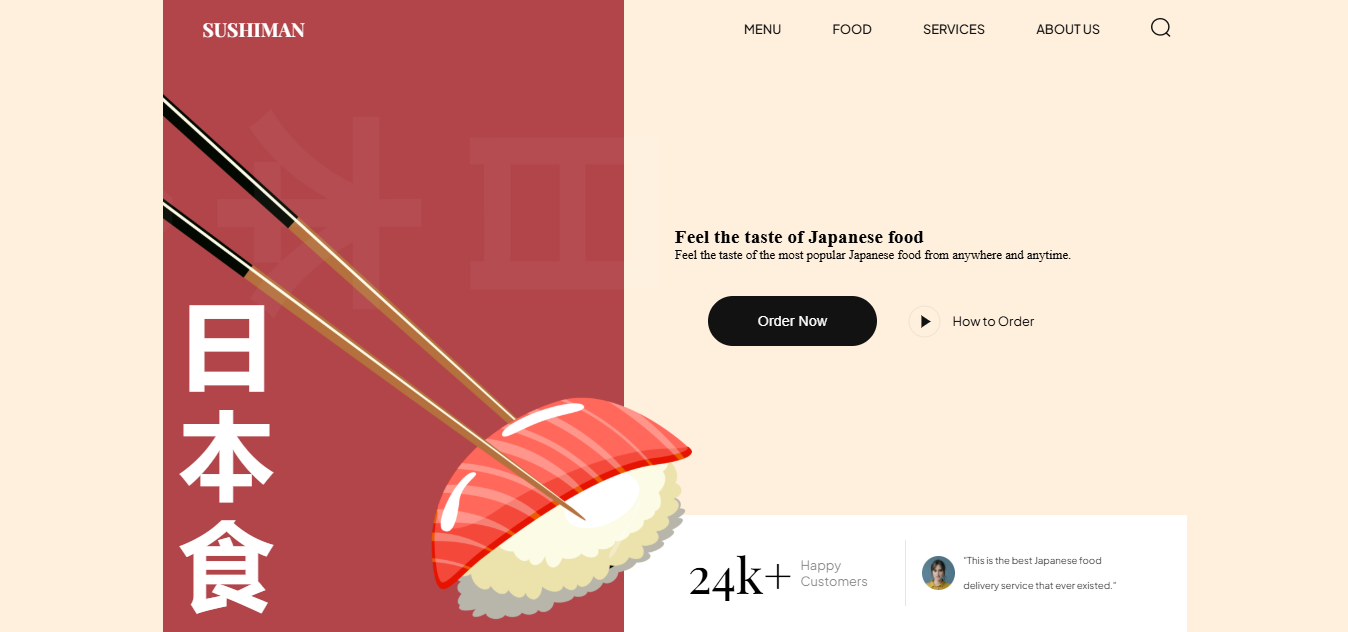 SUSHIMAN
MENU FOOD SERVICES ABOUT US
日
本
食
Feel the taste of Japanese food
Feel the taste of the most popular Japanese food from anywhere and anytime.
Order Now
How to Order
24k+
Happy
Customers
"This is the best Japanese food
delivery service that ever existed."